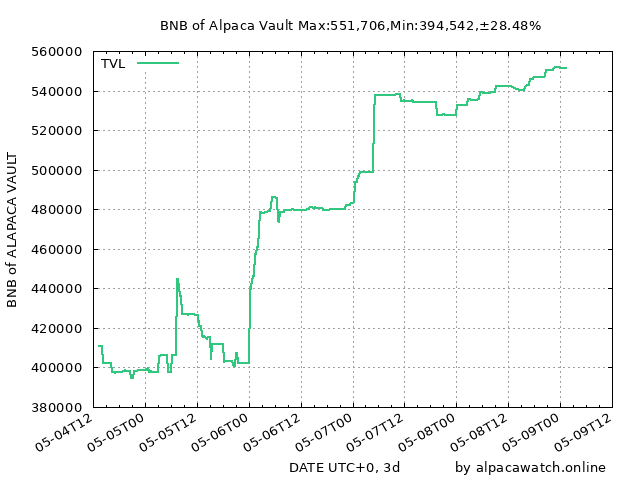 BNB of Alpaca Vault Max:551,706,Min:394,542,±28.48%
TVL
BNB of ALAPACA VAULT
560000
540000
520000
500000
480000
460000
440000
420000
400000
380000
05-04T12
05-05T00
05-05T12
05-06T00
05-06T12
05-07T00
05-07T12
05-08T00
05-08T12
05-09T00
05-09T12
DATE UTC+0, 3d
by alpacawatch.online